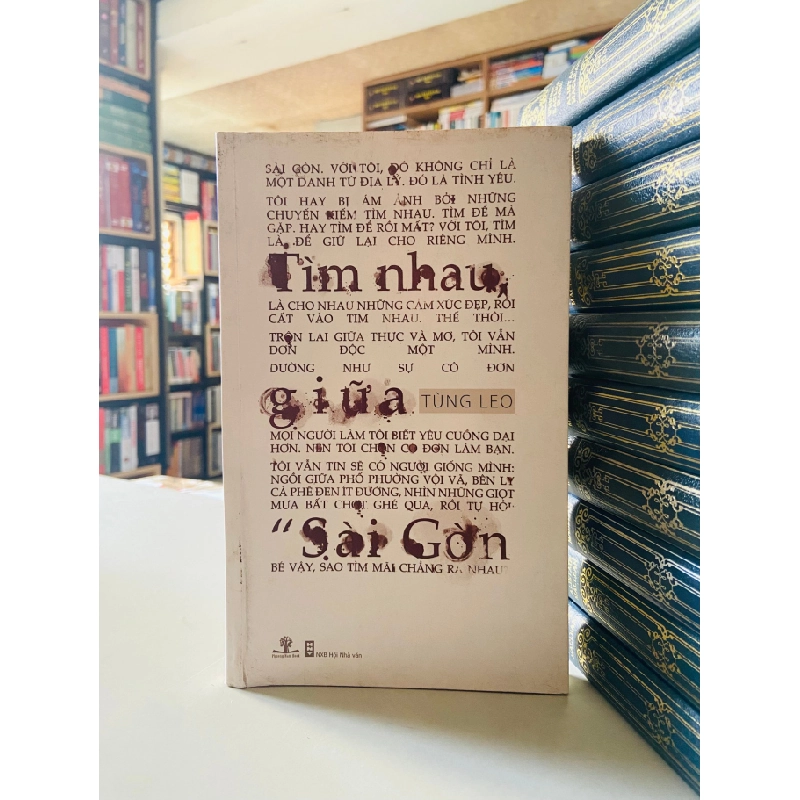 SÀI GÒN. VỚI TÔI, ĐÓ KHÔNG CHỈ LÀ
MỘT DANH TỪ ĐỊA LÝ. ĐÓ LÀ TÌNH YÊU.
TÔI HAY BỊ ÁM ẢNH BỞI NHỮNG
CHUYẾN KIẾM TÌM NHAU. TÌM ĐỂ MÀ
GẶP. HAY TÌM ĐỂ RỒI MẤT? VỚI TÔI, TÌM
LÀ ĐỂ GIỮ LẠI CHO RIÊNG MÌNH.
Tìm nhau,
LÀ CHO NHAU NHỮNG CẢM XÚC ĐẸP, RỒI
CẤT VÀO TIM NHAU. THẾ THÔI...
TRỘN LẠI GIỮA THỰC VÀ MƠ, TÔI VẪN
ĐƠN ĐỘC MỘT MÌNH.
DƯỜNG NHƯ SỰ CÔ ĐƠN
giữa TÙNG LEO
MỌI NGƯỜI LÀM TÔI BIẾT YÊU CUỒNG DẠI
HƠN. NÊN TÔI CHỌN CÔ ĐƠN LÀM BẠN.
TÔI VẪN TIN SẼ CÓ NGƯỜI GIỐNG MÌNH:
NGỒI GIỮA PHỐ PHƯỜNG VỘI VÃ, BÊN LY
CÀ PHÊ ĐEN ÍT ĐƯỜNG, NHÌN NHỮNG GIỌT
MƯA BẤT CHỢT GHÉ QUA, RỒI TỰ HỎI:
“Sài Gòn
BÉ VẬY, SAO TÌM MÃI CHẲNG RA NHAU?
Phuong Nam Book NXB Hội Nhà văn